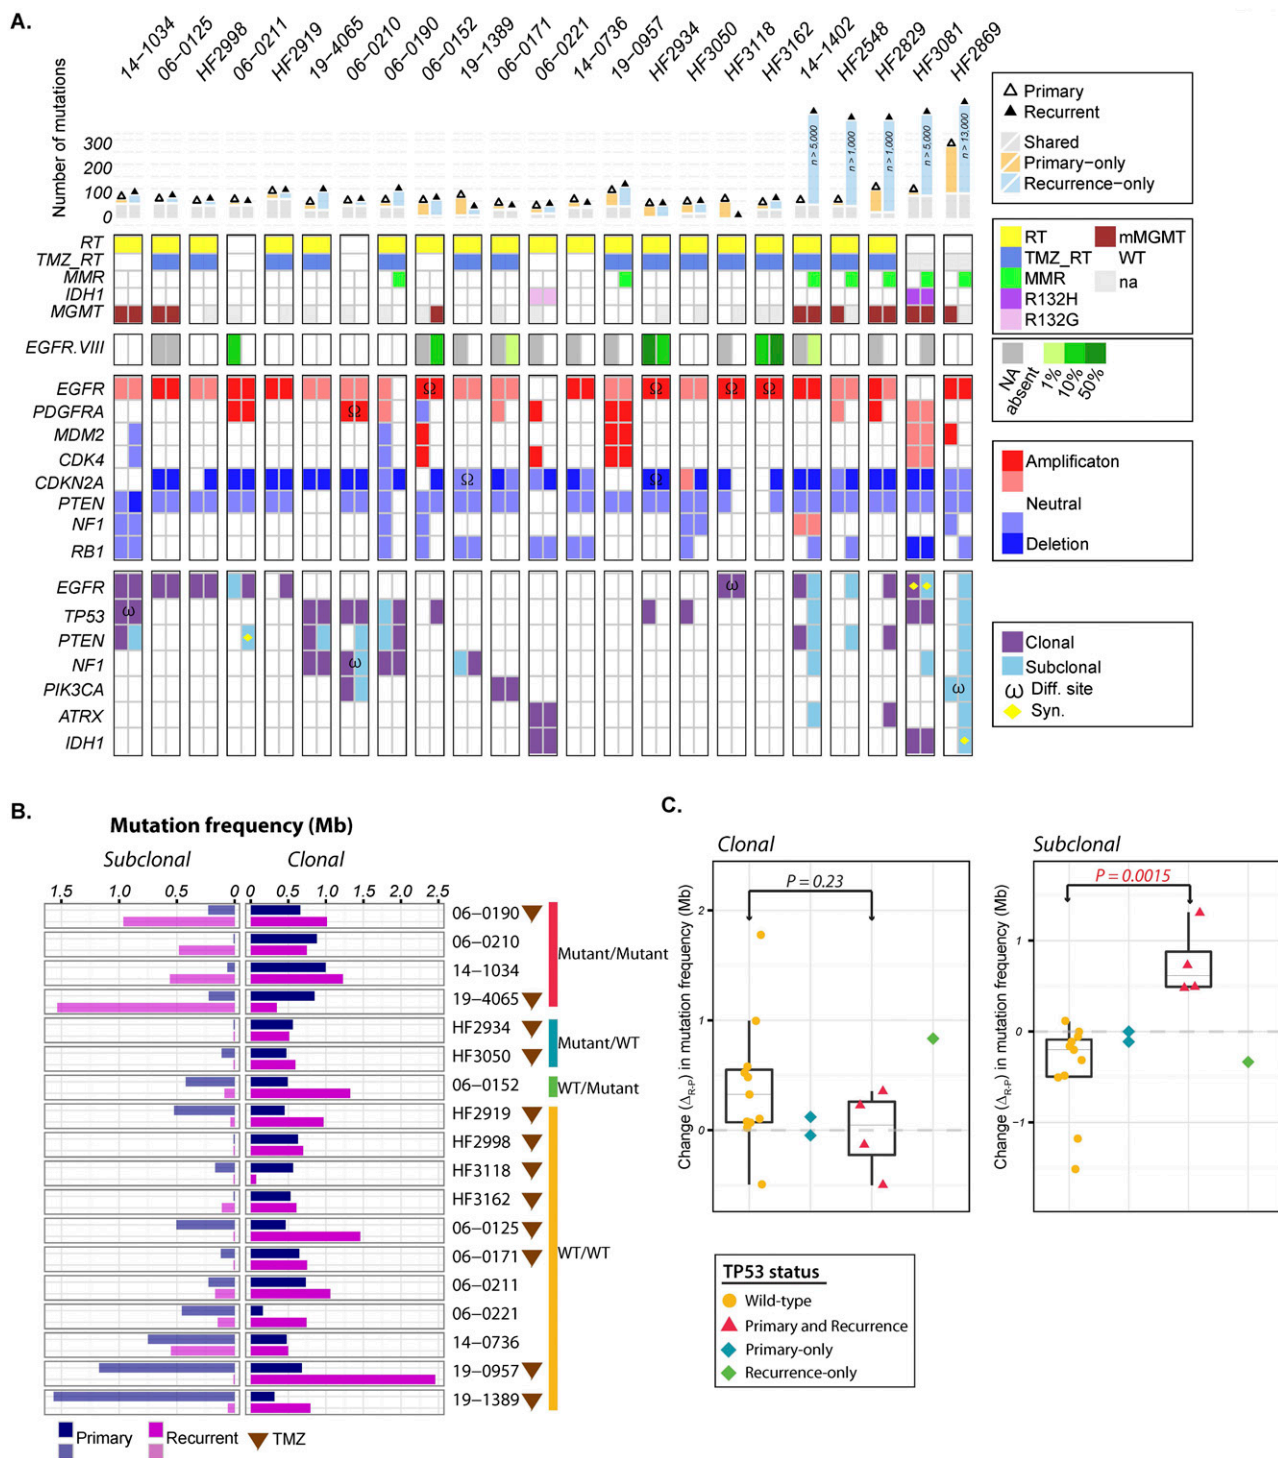 A.
14-1034
06-0125
HF2998
06-0211
HF2919
19-4065
06-0210
06-0190
06-0152
19-1389
06-0171
06-0221
14-0736
19-0957
HF2934
HF3050
HF3118
HF3162
14-1402
HF2548
HF2829
HF3081
HF2869
Number of mutations
300
200
100
0
n > 5,000
n > 1,000
n > 1,000
n > 5,000
n > 13,000
Primary
Recurrent
Shared
Primary-only
Recurrence-only
RT
TMZ_RT
MMR
IDH1
MGMT
RT
TMZ_RT
MMR
R132H
R132G
mMGMT
WT
na
EGFR.VIII
NA
absent
1%
10%
50%
EGFR
PDGFRA
MDM2
CDK4
CDKN2A
PTEN
NF1
RB1
Ω
Ω
Ω
Ω
Ω
Ω
Amplificaton
Neutral
Deletion
EGFR
TP53
PTEN
NF1
PIK3CA
ATRX
IDH1
ω
ω
ω
ω
Clonal
Subclonal
ω Diff. site
Syn.
B.
Mutation frequency (Mb)
Subclonal
Clonal
1.5 1.0 0.5 0
0 0.5 1.0 1.5 2.0 2.5
06-0190
06-0210
14-1034
19-4065
HF2934
HF3050
06-0152
HF2919
HF2998
HF3118
HF3162
06-0125
06-0171
06-0211
06-0221
14-0736
19-0957
19-1389
Mutant/Mutant
Mutant/WT
WT/Mutant
WT/WT
Primary
Recurrent
TMZ
C.
Clonal
Change (ΔR-P) in mutation frequency (Mb)
2
1
0
P = 0.23
Subclonal
Change (ΔR-P) in mutation frequency (Mb)
1
0
−1
P = 0.0015
TP53 status
Wild-type
Primary and Recurrence
Primary-only
Recurrence-only